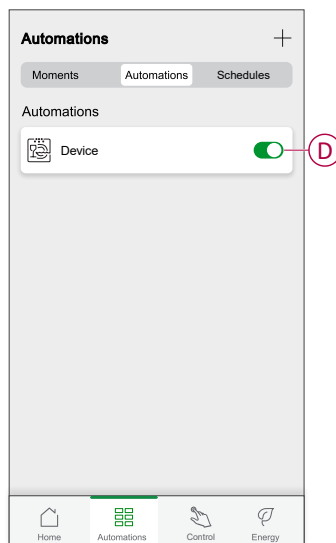 Automations
Moments Automations Schedules
Automations
Device D
Home Automations Control Energy